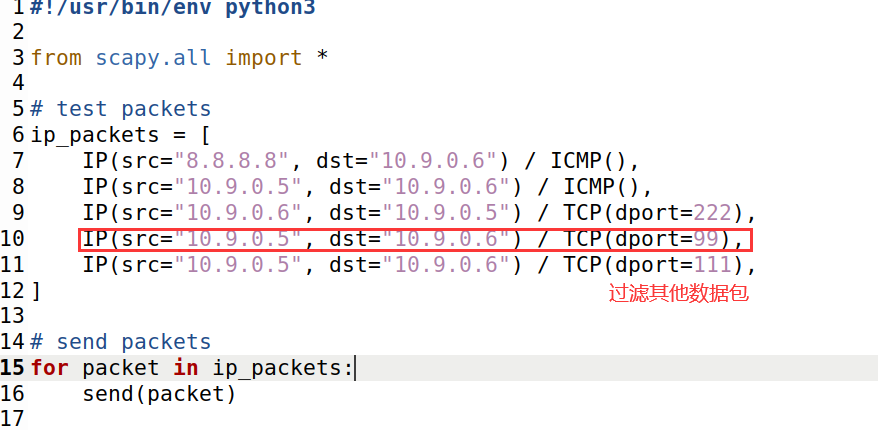 1 #!/usr/bin/env python3
2
3 from scapy.all import *
4
5 # test packets
6 ip_packets = [
7     IP(src="8.8.8.8", dst="10.9.0.6") / ICMP(),
8     IP(src="10.9.0.5", dst="10.9.0.6") / ICMP(),
9     IP(src="10.9.0.6", dst="10.9.0.5") / TCP(dport=222),
10     IP(src="10.9.0.5", dst="10.9.0.6") / TCP(dport=99),
11     IP(src="10.9.0.5", dst="10.9.0.6") / TCP(dport=111),
12 ]
过滤其他数据包
13
14 # send packets
15 for packet in ip_packets:
16     send(packet)
17